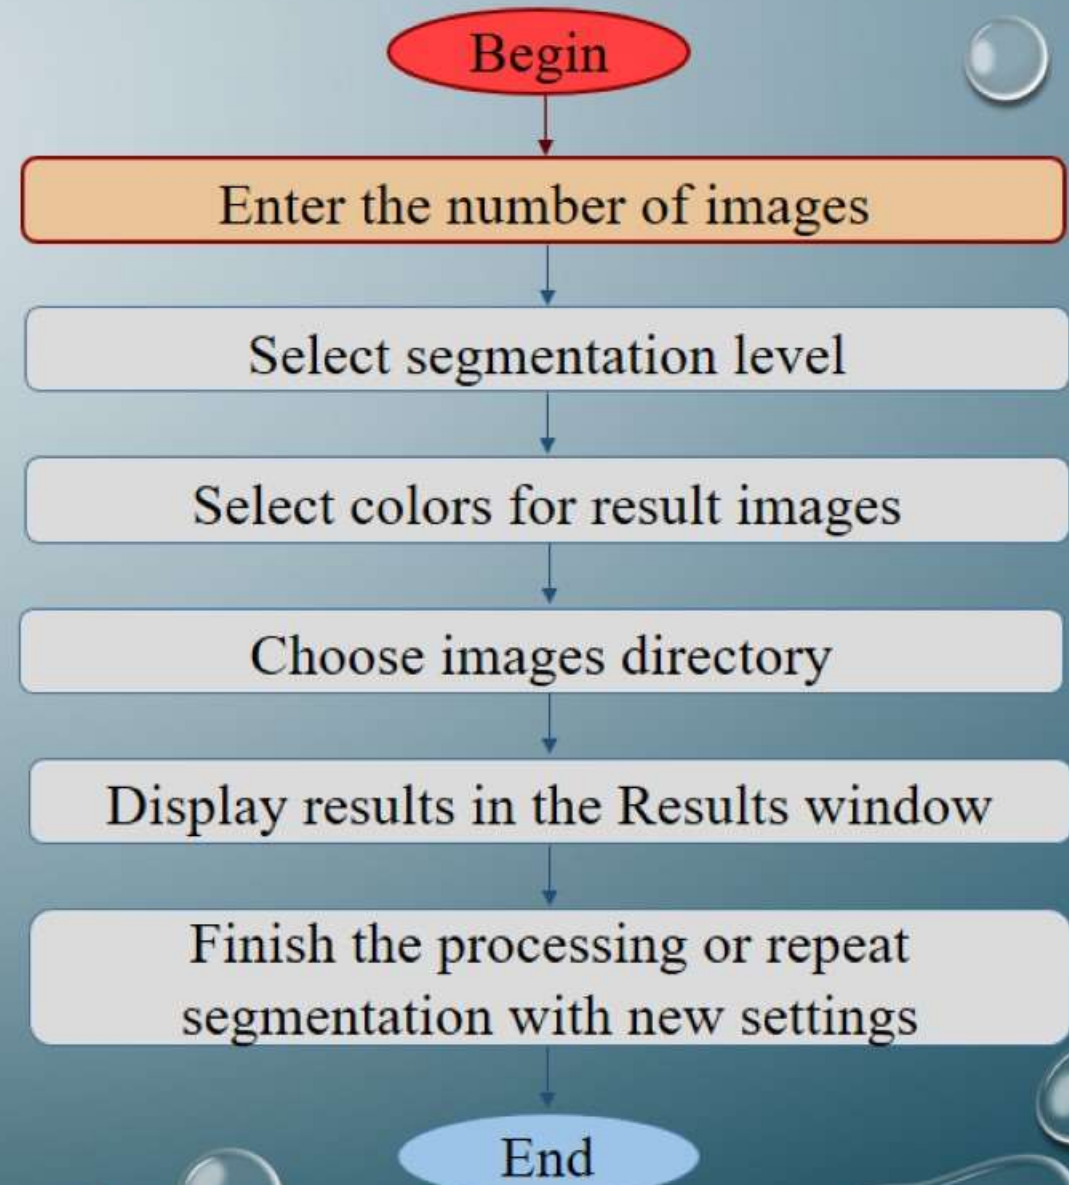 Begin
Enter the number of images
Select segmentation level
Select colors for result images
Choose images directory
Display results in the Results window
Finish the processing or repeat
segmentation with new settings
End